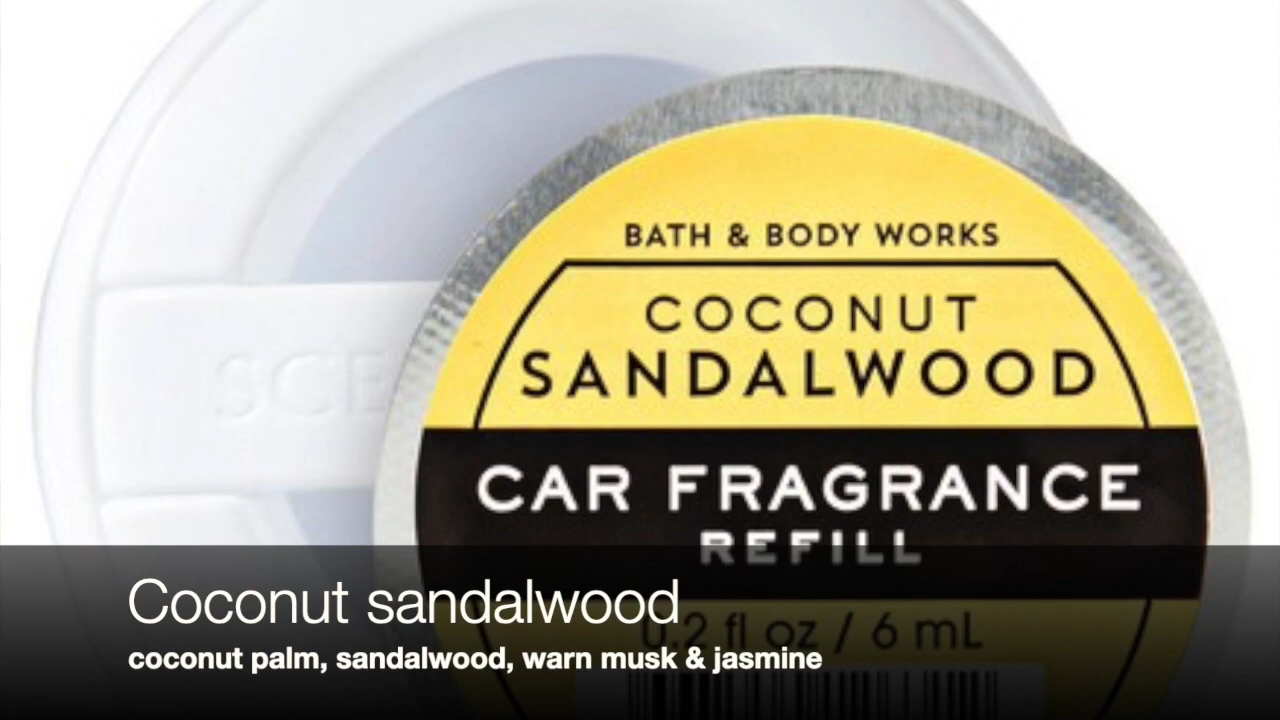 BATH & BODY WORKS
COCONUT
SANDALWOOD
SCE
CAR FRAGRANCE
REFILL
0.2 fl oz / 6 mL
Coconut sandalwood
coconut palm, sandalwood, warn musk & jasmine